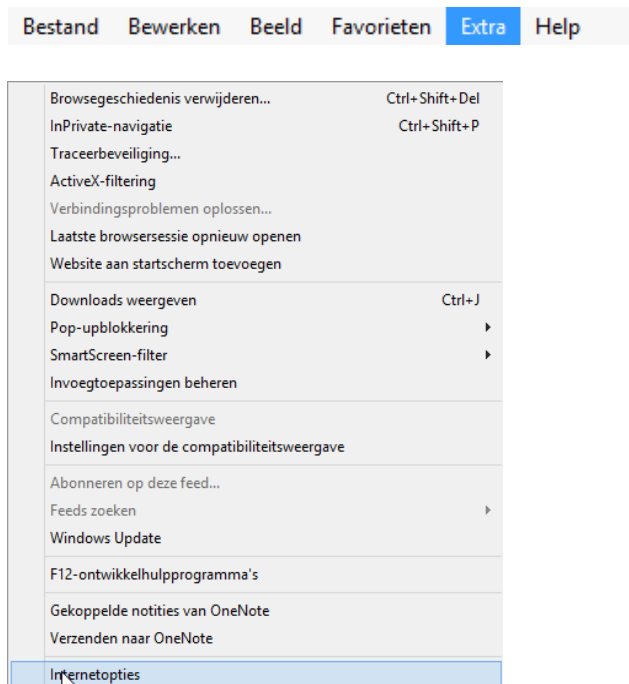 Bestand Bewerken Beeld Favorieten Extra Help
Browsegeschiedenis verwijderen... Ctrl+Shift+Del
InPrivate-navigatie Ctrl+Shift+P
Traceerbeveiliging...
ActiveX-filtering
Verbindingsproblemen oplossen...
Laatste browsersessie opnieuw openen
Website aan startscherm toevoegen
Downloads weergeven Ctrl+J
Pop-upblokkering
SmartScreen-filter
Invoegtoepassingen beheren
Compatibiliteitsweergave
Instellingen voor de compatibiliteitsweergave
Abonneren op deze feed...
Feeds zoeken
Windows Update
F12-ontwikkelhulpprogramma's
Gekoppelde notities van OneNote
Verzenden naar OneNote
Internetopties